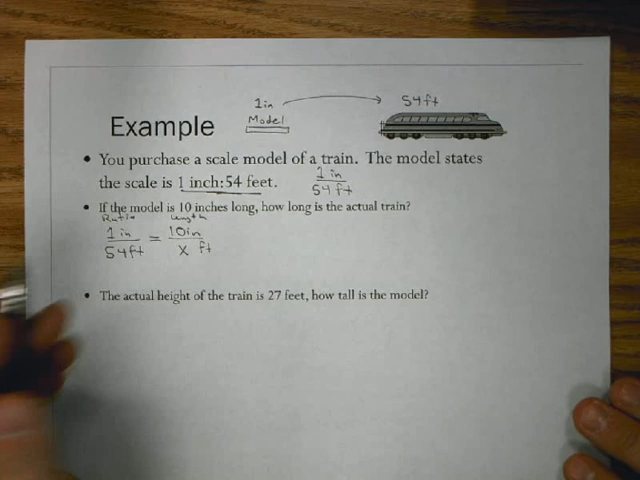 1in 54ft
Model
Example
• You purchase a scale model of a train. The model states
the scale is 1 inch:54 feet. 1 in
54 ft
• If the model is 10 inches long, how long is the actual train?
Ratio Length
1 in = 10in
54ft X ft
• The actual height of the train is 27 feet, how tall is the model?